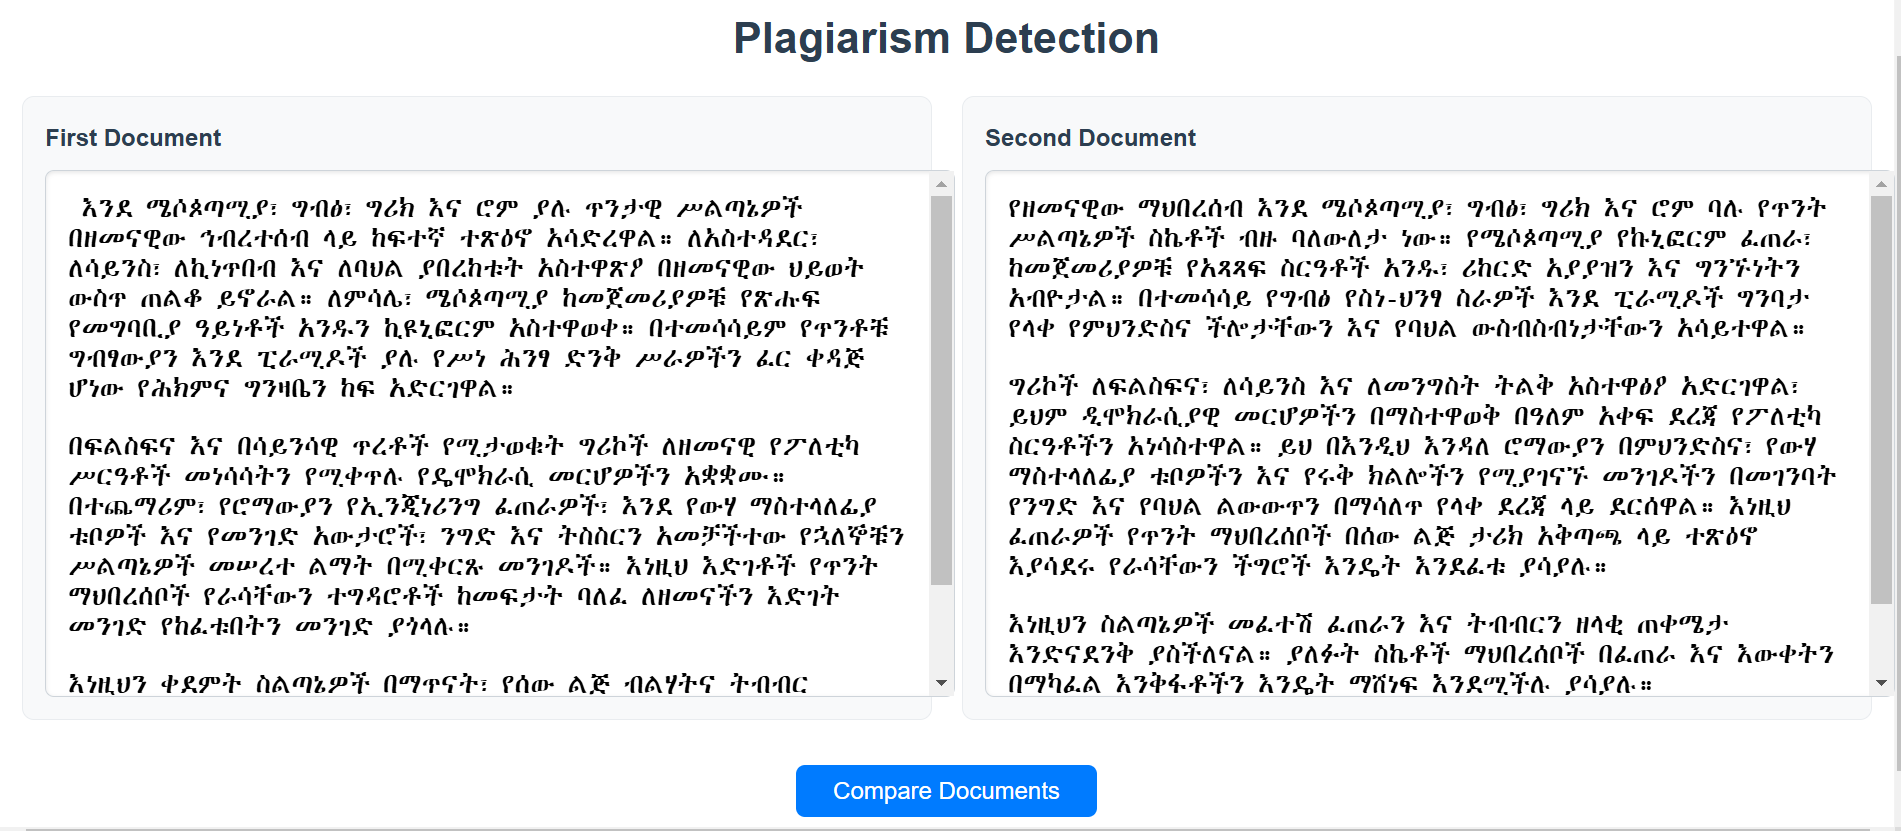 Plagiarism Detection
First Document
እንደ ሜሶጶጣሚያ፣ ግብፅ፣ ግሪክ እና ሮም ያሉ ጥንታዊ ሥልጣኔዎች
በዘመናዊው ኅብረተሰብ ላይ ከፍተኛ ተጽዕኖ አሳድረዋል። ለአስተዳደር፣
ለሳይንስ፣ ለኪነጥበብ እና ለባህል ያበረከቱት አስተዋጽዖ በዘመናዊው ህይወት
ውስጥ ጠልቆ ይኖራል። ለምሳሌ፣ ሜሶጶጣሚያ ከመጀመሪያዎቹ የጽሑፍ
የመግባቢያ ዓይነቶች አንዱን ኪዩኒፎርም አስተዋወቀ። በተመሳሳይም የጥንቶቹ
ግብፃውያን እንደ ፒራሚዶች ያሉ የሥነ ሕንፃ ድንቅ ሥራዎችን ፈር ቀዳጅ
ሆነው የሕክምና ግንዛቤን ከፍ አድርገዋል።
በፍልስፍና እና በሳይንሳዊ ጥረቶች የሚታወቁት ግሪኮች ለዘመናዊ የፖለቲካ
ሥርዓቶች መነሳሳትን የሚቀጥሉ የዴሞክራሲ መርሆዎችን አቋቋሙ።
በተጨማሪም፣ የሮማውያን የኢንጂነሪንግ ፈጠራዎች፣ እንደ የውሃ ማስተላለፊያ
ቱቦዎች እና የመንገድ አውታሮች፣ ንግድ እና ትስስርን አመቻችተው የኋለኞቹን
ሥልጣኔዎች መሠረተ ልማት በሚቀርጹ መንገዶች። እነዚህ እድገቶች የጥንት
ማህበረሰቦች የራሳቸውን ተግዳሮቶች ከመፍታት ባለፈ ለዘመናችን እድገት
መንገድ የከፈቱበትን መንገድ ያጎላሉ።
እነዚህን ቀደምት ስልጣኔዎች በማጥናት፣ የሰው ልጅ ብልሃትና ትብብር
Second Document
የዘመናዊው ማህበረሰብ እንደ ሜሶጶጣሚያ፣ ግብፅ፣ ግሪክ እና ሮም ባሉ የጥንት
ሥልጣኔዎች ስኬቶች ብዙ ባለውለታ ነው። የሜሶጶጣሚያ የኩኒፎርም ፈጠራ፣
ከመጀመሪያዎቹ የአጻጻፍ ስርዓቶች አንዱ፣ ሪከርድ አያያዝን እና ግንኙነትን
አብዮታል። በተመሳሳይ የግብፅ የስነ-ህንፃ ስራዎች እንደ ፒራሚዶች ግንባታ
የላቀ የምህንድስና ችሎታቸውን እና የባህል ውስብስብነታቸውን አሳይተዋል።
ግሪኮች ለፍልስፍና፣ ለሳይንስ እና ለመንግስት ትልቅ አስተዋፅዖ አድርገዋል፣
ይህም ዲሞክራሲያዊ መርሆዎችን በማስተዋወቅ በዓለም አቀፍ ደረጃ የፖለቲካ
ስርዓቶችን አነሳስተዋል። ይህ በእንዲህ እንዳለ ሮማውያን በምህንድስና፣ የውሃ
ማስተላለፊያ ቱቦዎችን እና የሩቅ ክልሎችን የሚያገናኙ መንገዶችን በመገንባት
የንግድ እና የባህል ልውውጥን በማሳለጥ የላቀ ደረጃ ላይ ደርሰዋል። እነዚህ
ፈጠራዎች የጥንት ማህበረሰቦች በሰው ልጅ ታሪክ አቅጣጫ ላይ ተጽዕኖ
እያሳደሩ የራሳቸውን ችግሮች እንዴት እንደፈቱ ያሳያሉ።
እነዚህን ስልጣኔዎች መፈተሽ ፈጠራን እና ትብብርን ዘላቂ ጠቀሜታ
እንድናደንቅ ያስችለናል። ያለፉት ስኬቶች ማህበረሰቦች በፈጠራ እና እውቀትን
በማካፈል እንቅፋቶችን እንዴት ማሸነፍ እንደሚችሉ ያሳያሉ።
Compare Documents